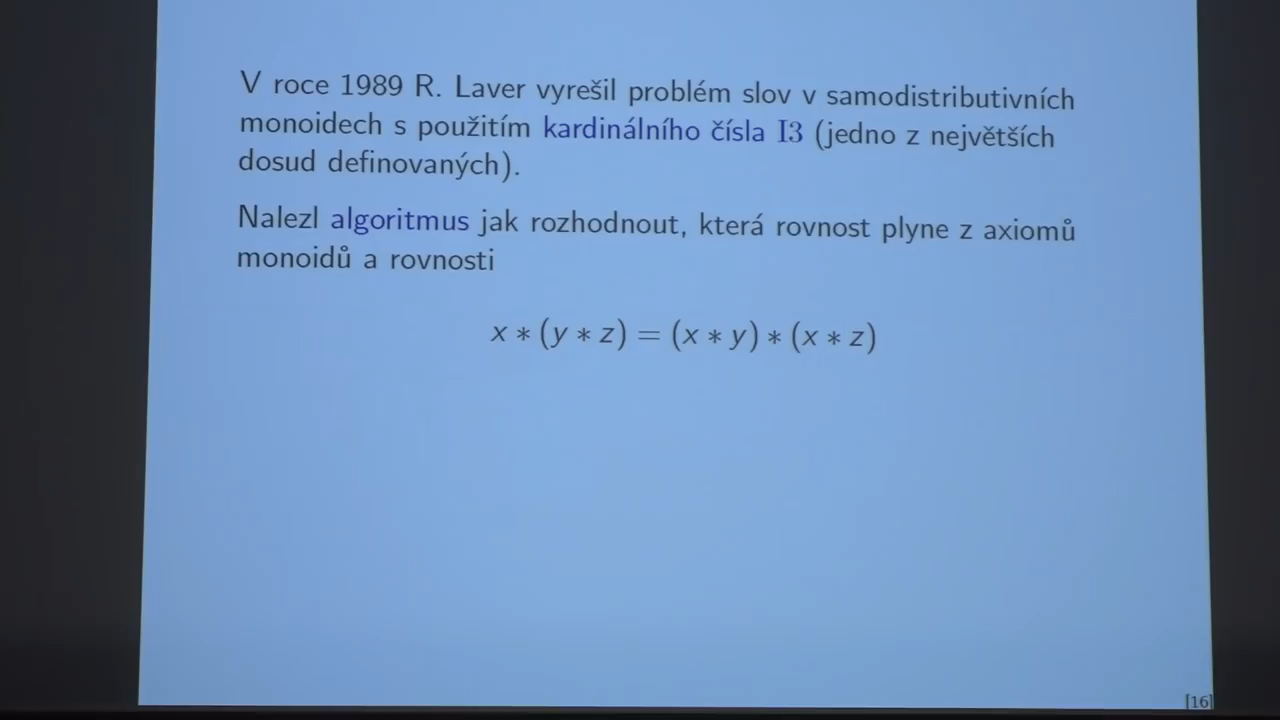 V roce 1989 R. Laver vyrešil problém slov v samodistributivních
monoidech s použitím kardinálního čísla I3 (jedno z největších
dosud definovaných).
Nalezl algoritmus jak rozhodnout, která rovnost plyne z axiomů
monoidů a rovnosti
x ∗ (y ∗ z) = (x ∗ y) ∗ (x ∗ z)
[16]